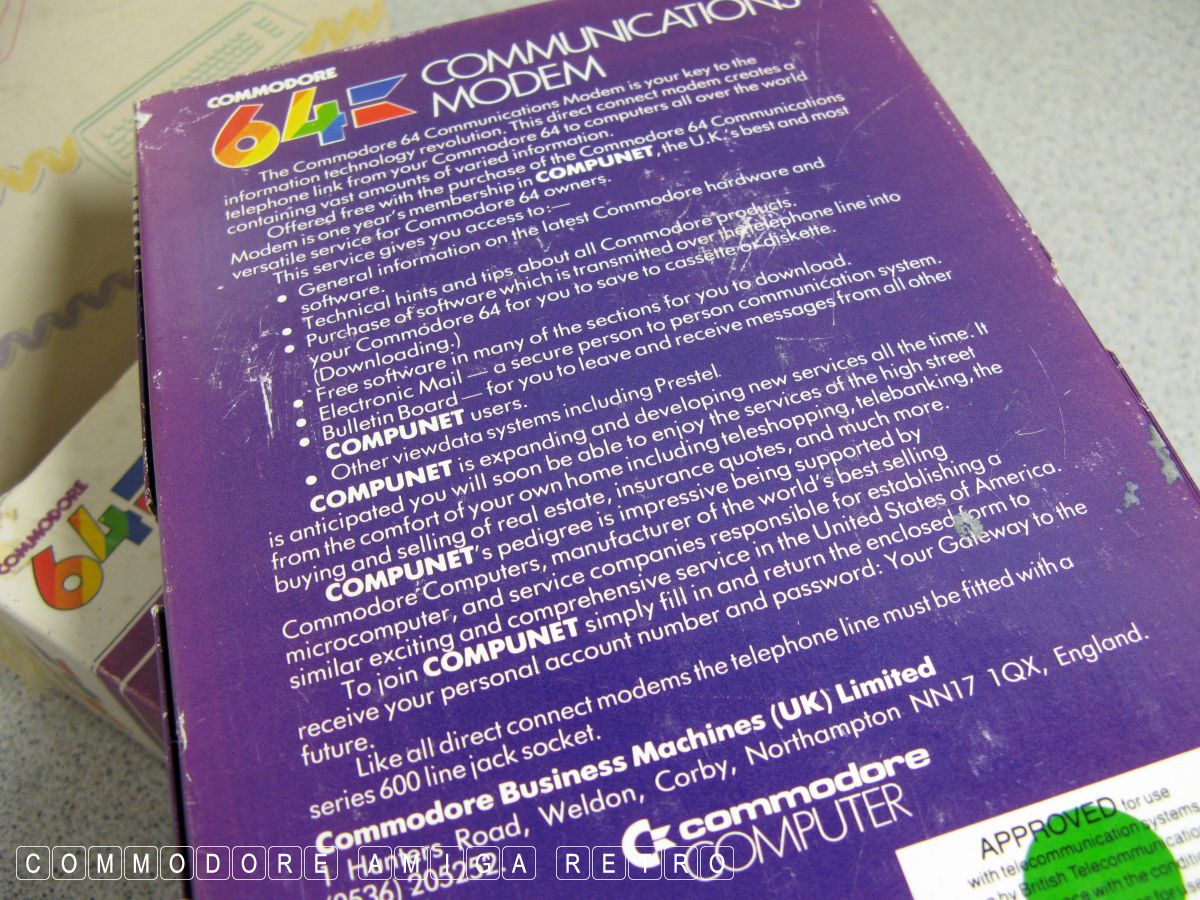 COMMODORE
64
COMMUNICATIONS
MODEM
The Commodore 64 Communications Modem is your key to the
information technology revolution. This direct connect modem creates a
telephone link from your Commodore 64 to computers all over the world
containing vast amounts of varied information.
Offered free with the purchase of the Commodore 64 Communications
Modem is one year's membership in COMPUNET, the U.K.'s best and most
versatile service for Commodore 64 owners.
This service gives you access to:—
• General information on the latest Commodore hardware and
software.
• Technical hints and tips about all Commodore products.
• Purchase of software which is transmitted over the telephone line into
your Commodore 64 for you to save to cassette or diskette.
(Downloading.)
• Free software in many of the sections for you to download.
• Electronic Mail — a secure person to person communication system.
• Bulletin Board — for you to leave and receive messages from all other
COMPUNET users.
• Other viewdata systems including Prestel.
COMPUNET is expanding and developing new services all the time. It
is anticipated you will soon be able to enjoy the services of the high street
from the comfort of your own home including teleshopping, telebanking, the
buying and selling of real estate, insurance quotes, and much more.
COMPUNET's pedigree is impressive being supported by
Commodore Computers, manufacturer of the world's best selling
microcomputer, and service companies responsible for establishing a
similar exciting and comprehensive service in the United States of America.
To join COMPUNET simply fill in and return the enclosed form to
receive your personal account number and password: Your Gateway to the
future.
Like all direct connect modems the telephone line must be fitted with a
series 600 line jack socket.
Commodore Business Machines (UK) Limited
1, Hunters Road, Weldon, Corby, Northampton NN17 1QX, England.
(0536) 205252.
commodore
COMPUTER
APPROVED for use
with telecommunication systems
by British Telecommunicat
ce with the condi
for us
COMMODORE
64
COMMODORE AMIGA RETRO